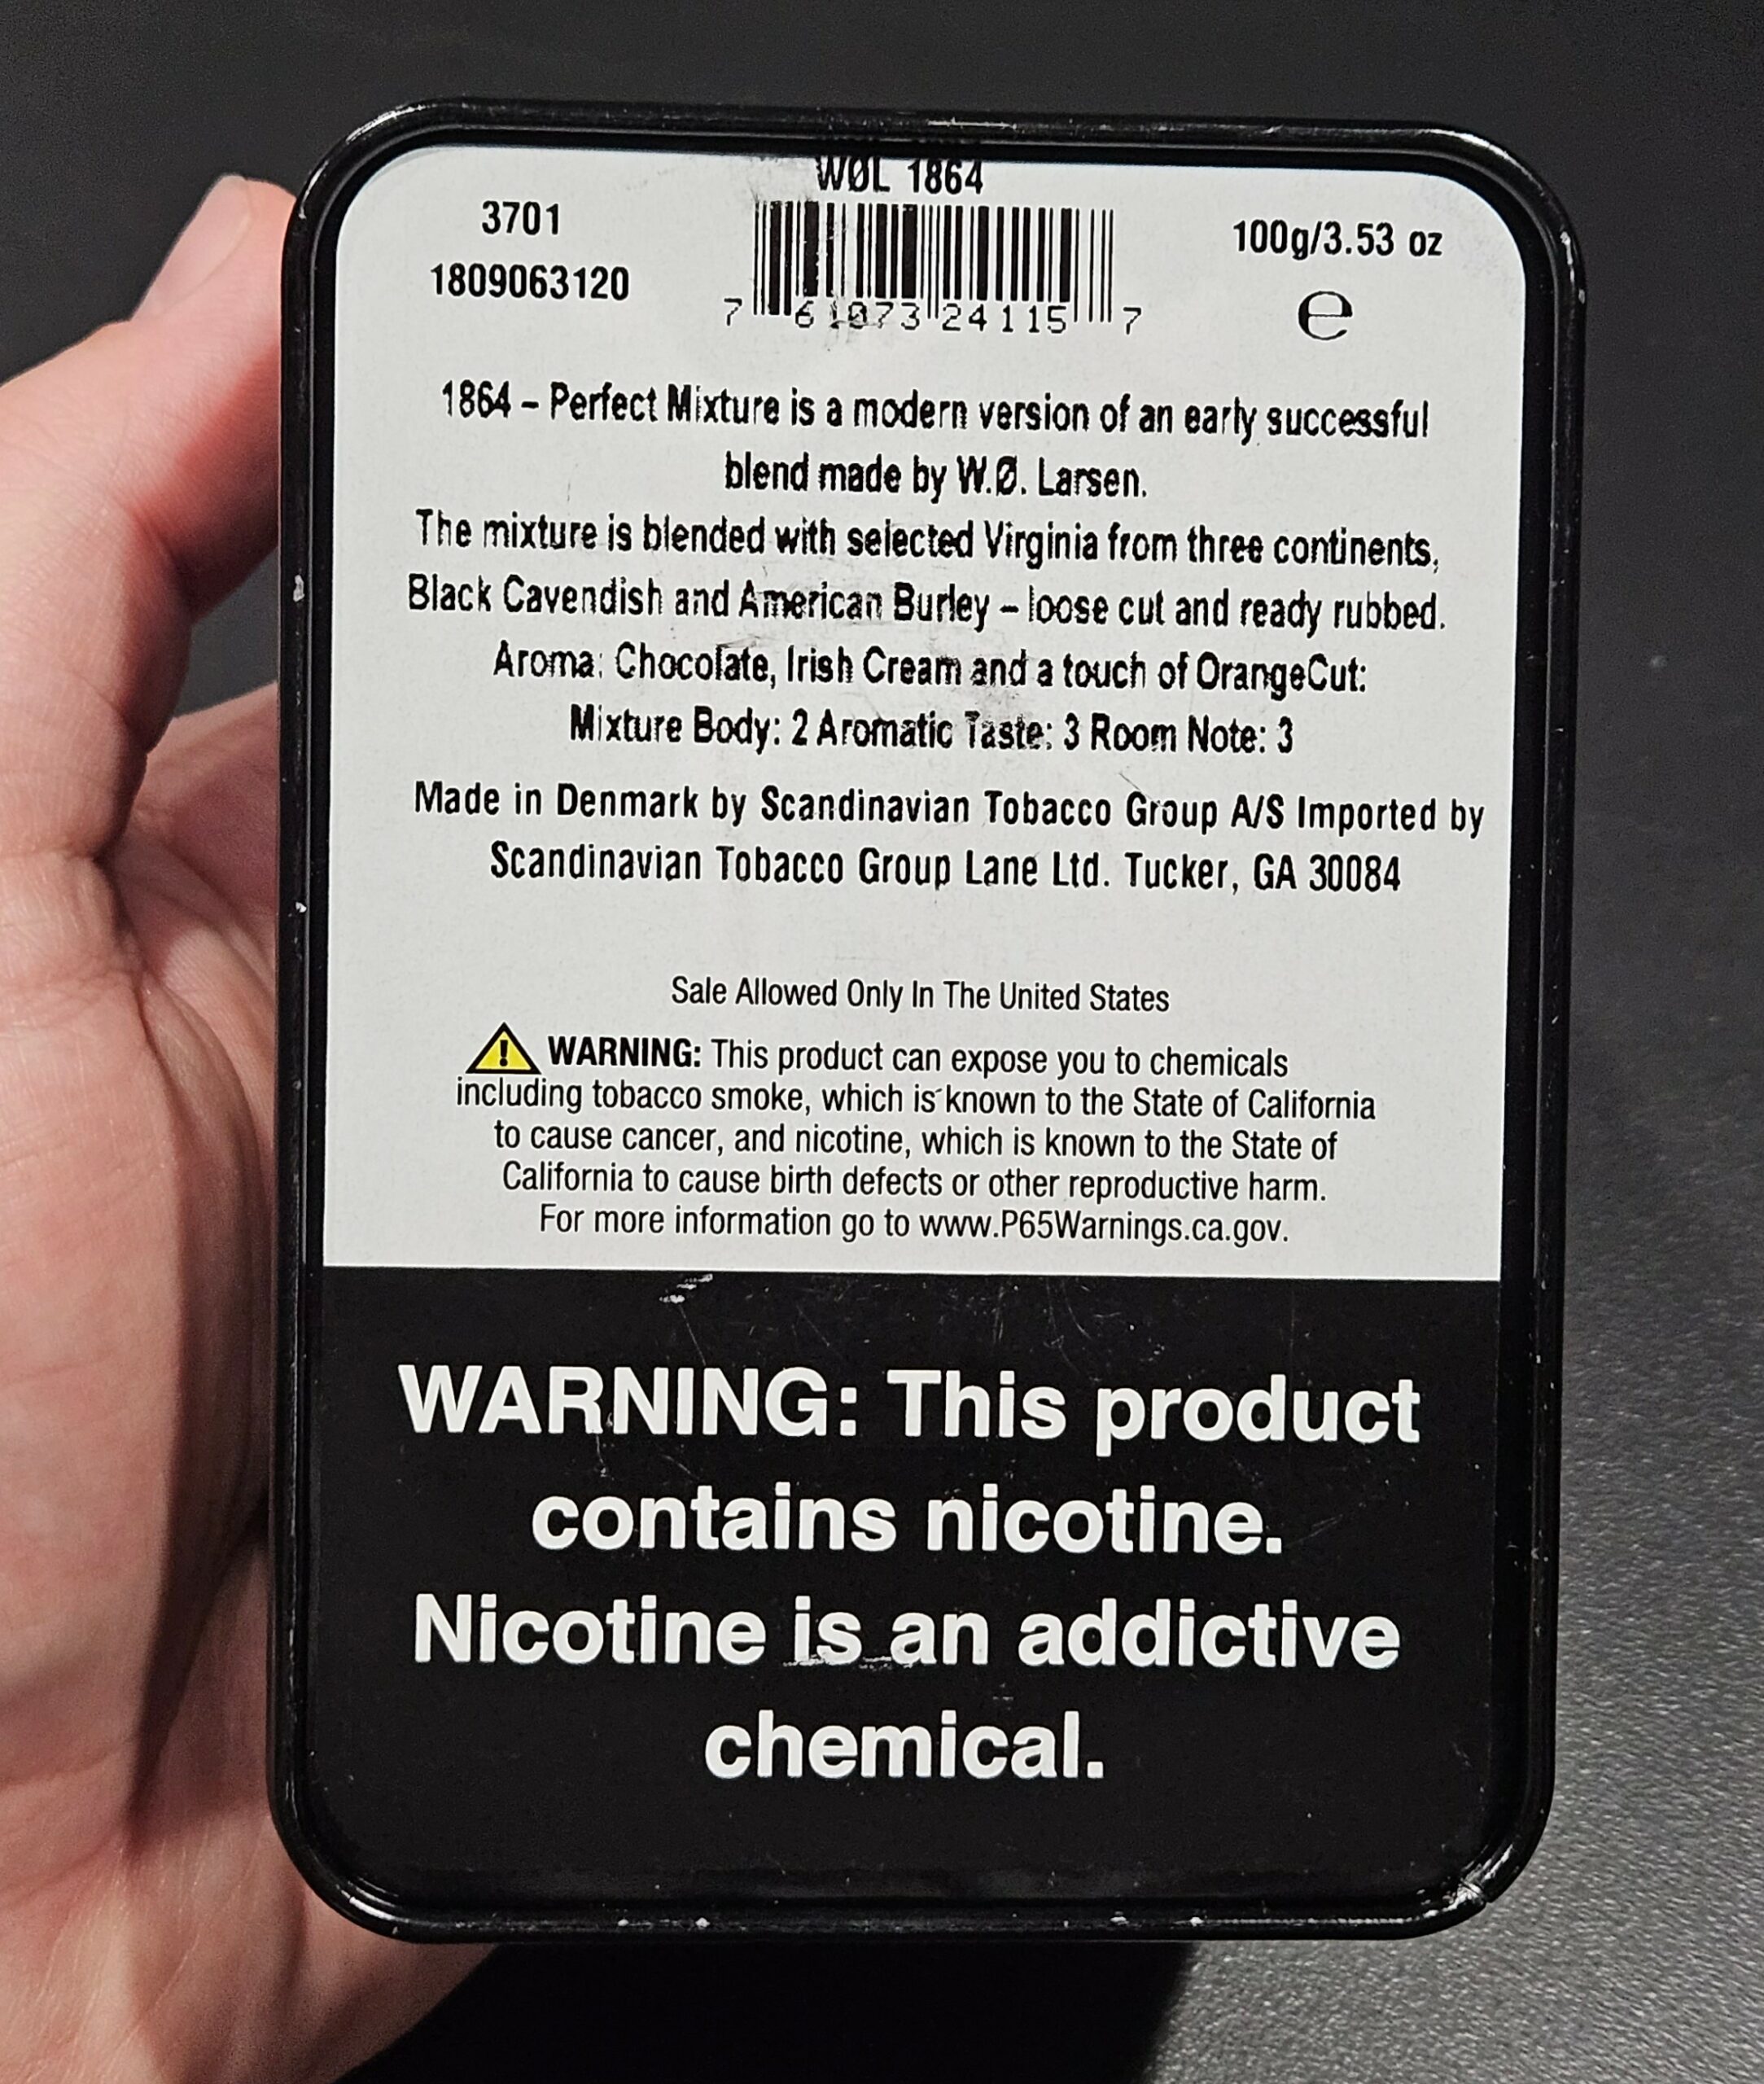 WØL 1864
3701
1809063120
7 61073 24115 7
100g/3.53 oz
e
1864 – Perfect Mixture is a modern version of an early successful
blend made by W.Ø. Larsen.
The mixture is blended with selected Virginia from three continents,
Black Cavendish and American Burley – loose cut and ready rubbed.
Aroma: Chocolate, Irish Cream and a touch of OrangeCut:
Mixture Body: 2 Aromatic Taste: 3 Room Note: 3
Made in Denmark by Scandinavian Tobacco Group A/S Imported by
Scandinavian Tobacco Group Lane Ltd. Tucker, GA 30084
Sale Allowed Only In The United States
WARNING: This product can expose you to chemicals
including tobacco smoke, which is known to the State of California
to cause cancer, and nicotine, which is known to the State of
California to cause birth defects or other reproductive harm.
For more information go to www.P65Warnings.ca.gov.
WARNING: This product
contains nicotine.
Nicotine is an addictive
chemical.